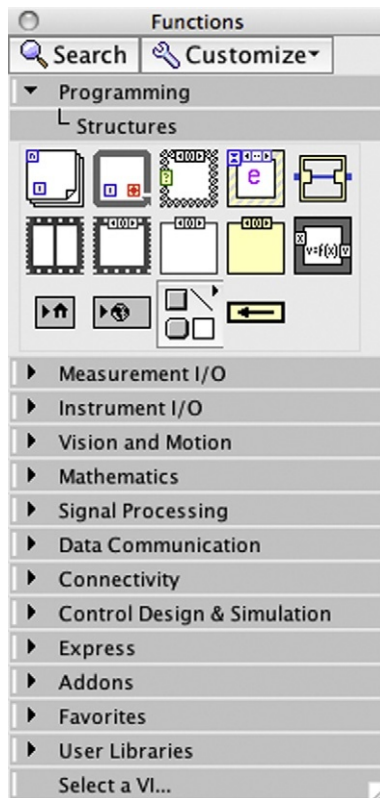 Functions
Search Customize
Programming
Structures
n
i
i
?
e
v=f(x)
x
v
Measurement I/O
Instrument I/O
Vision and Motion
Mathematics
Signal Processing
Data Communication
Connectivity
Control Design & Simulation
Express
Addons
Favorites
User Libraries
Select a VI...